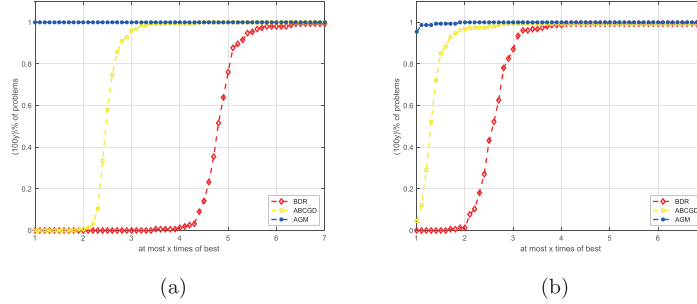 1
0.8
0.6
0.4
0.2
0
(100y)% of problems
1 2 3 4 5 6 7
at most x times of best
BDR
ABCGD
AGM
(a)
1
0.8
0.6
0.4
0.2
0
(100y)% of problems
1 2 3 4 5 6
at most x times of best
BDR
ABCGD
AGM
(b)